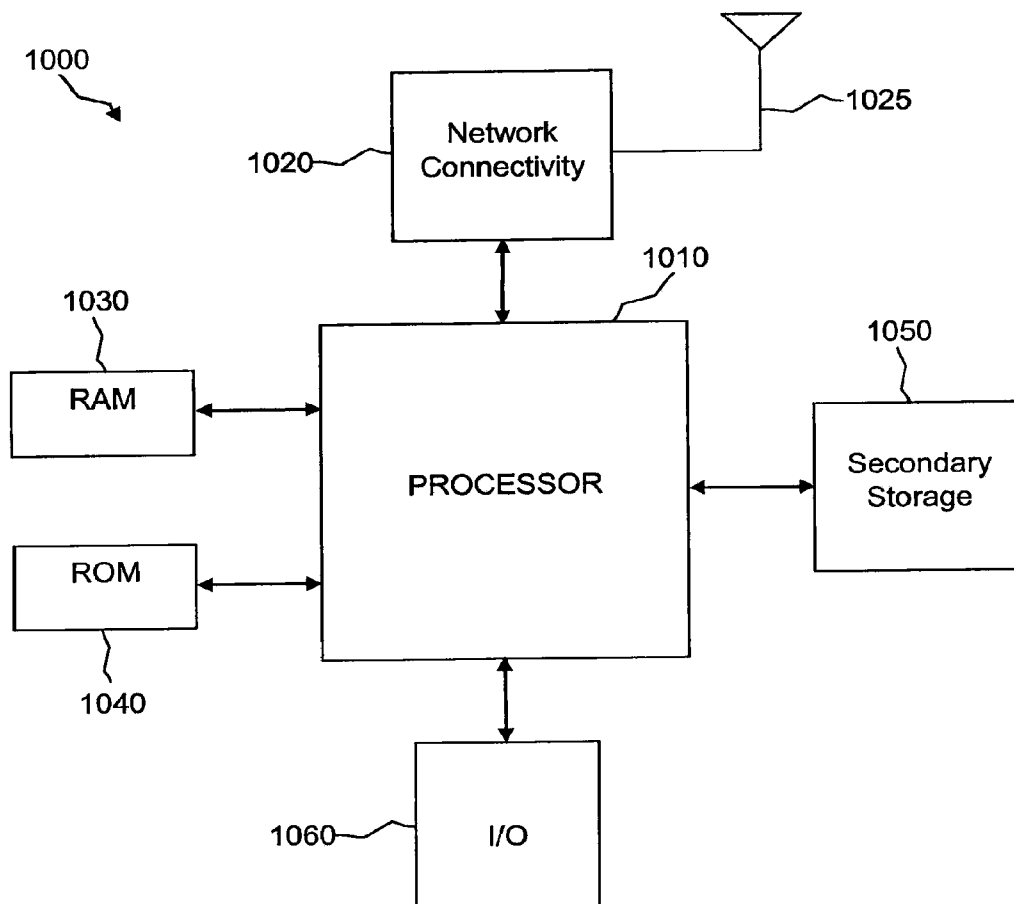 1000
Network
Connectivity
1020
1025
1010
1030
RAM
1050
PROCESSOR
Secondary
Storage
ROM
1040
1060
I/O